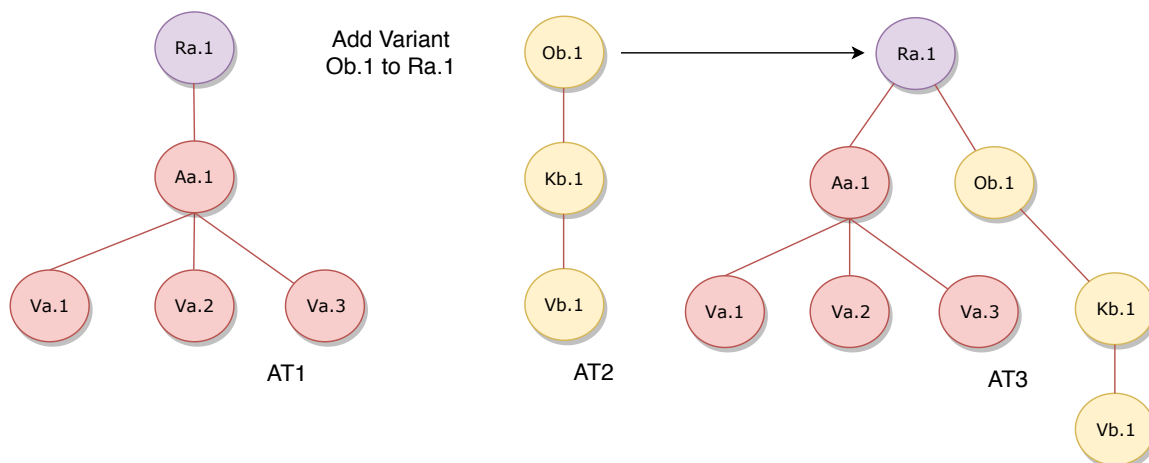 Ra.1
Add Variant
Ob.1 to Ra.1
Ob.1
Ra.1
Aa.1
Kb.1
Aa.1
Ob.1
Va.1
Va.2
Va.3
Vb.1
Va.1
Va.2
Va.3
Kb.1
AT1
AT2
AT3
Vb.1